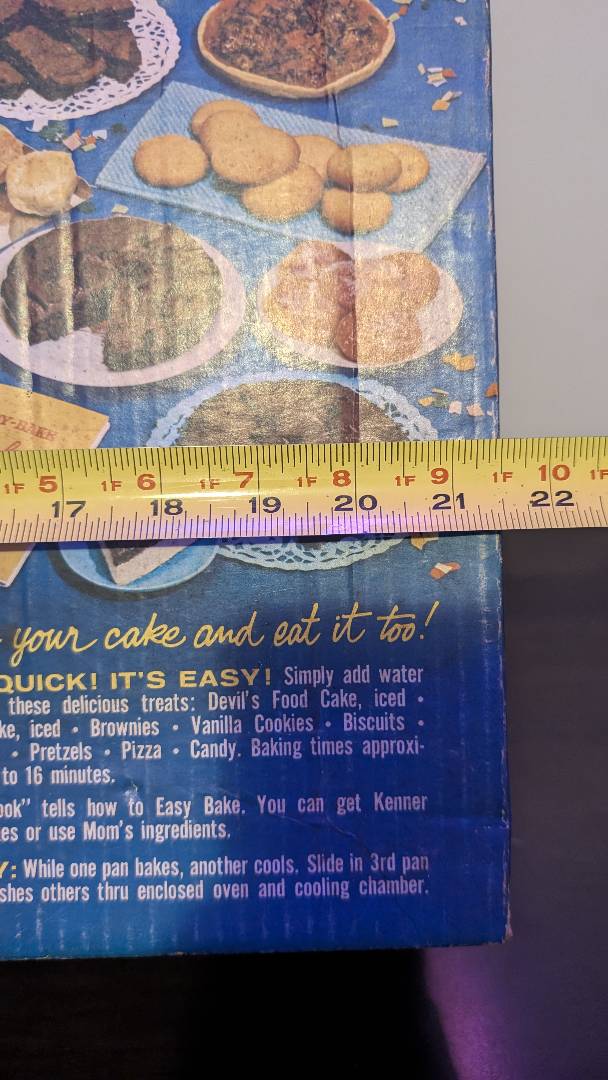 Y-BAKE
1F 5 1F 6 1F 7 1F 8 1F 9 1F 10 1F
17 18 19 20 21 22
your cake and eat it too!
QUICK! IT'S EASY! Simply add water
these delicious treats: Devil's Food Cake, iced •
ke, iced • Brownies • Vanilla Cookies • Biscuits •
• Pretzels • Pizza • Candy. Baking times approxi-
to 16 minutes.
ook" tells how to Easy Bake. You can get Kenner
es or use Mom's ingredients.
Y: While one pan bakes, another cools. Slide in 3rd pan
shes others thru enclosed oven and cooling chamber.